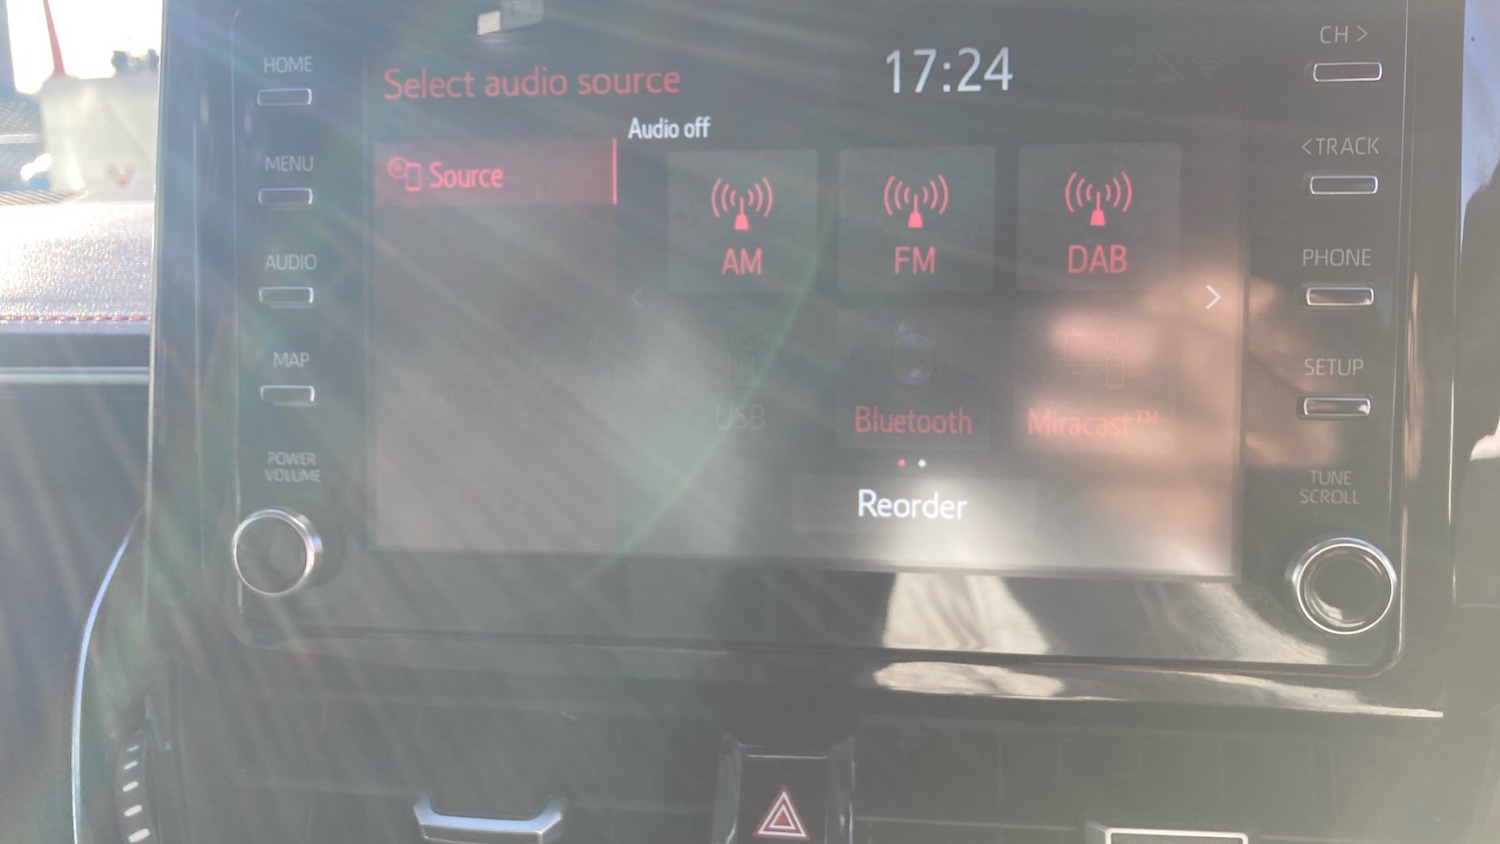 HOME
MENU
AUDIO
MAP
POWER
VOLUME
Select audio source
17:24
Audio off
Source
AM
FM
DAB
USB
Bluetooth
Miracast™
Reorder
CH >
< TRACK
PHONE
SETUP
TUNE
SCROLL